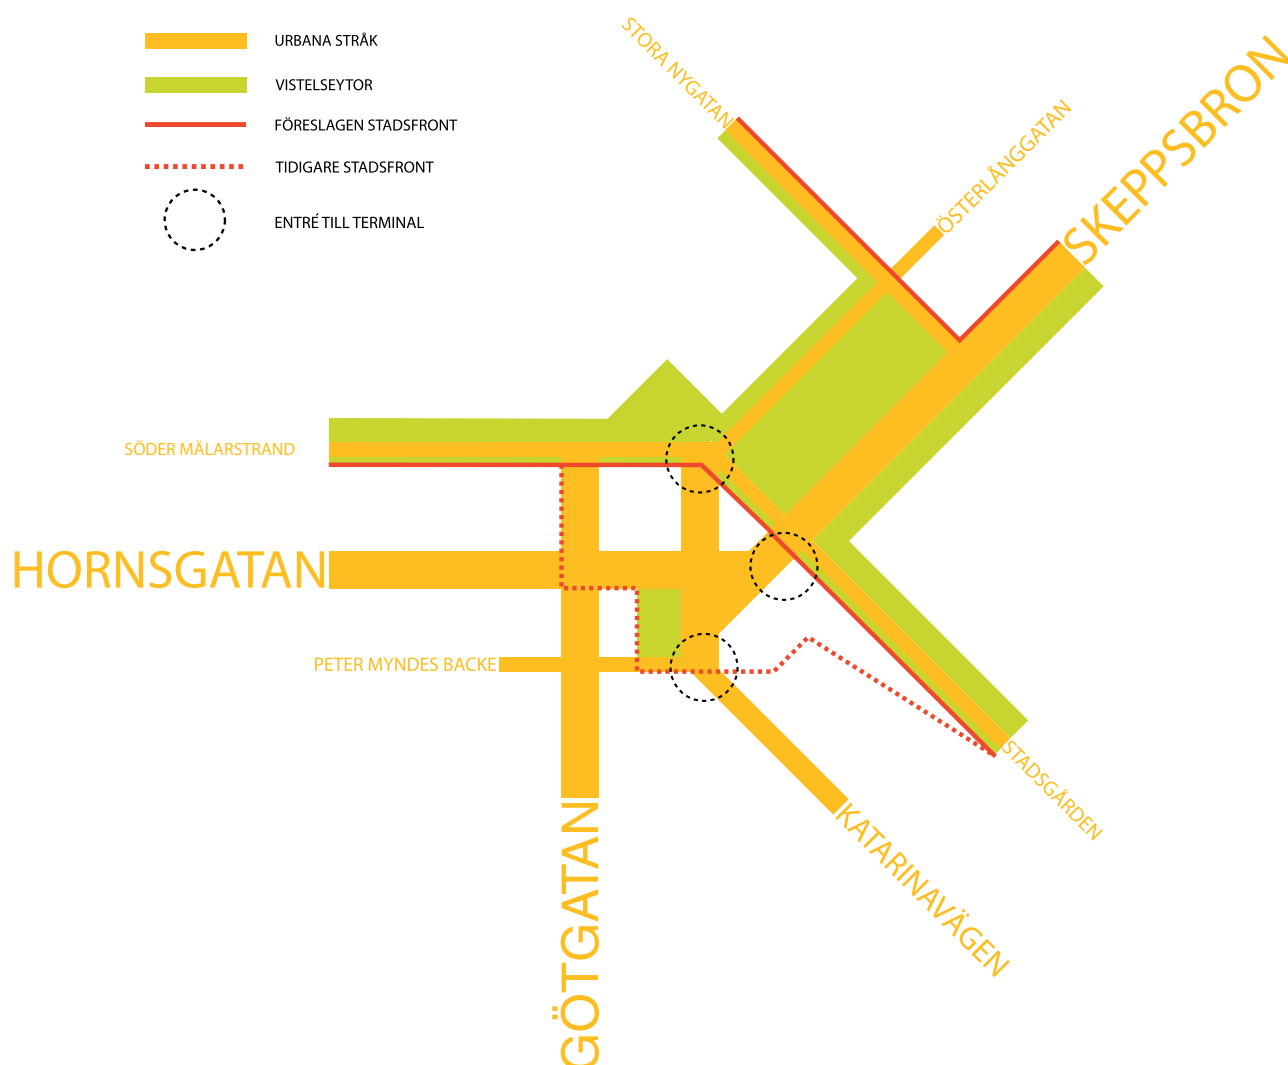 URBANA STRÅK
VISTELSEYTOR
FÖRESLAGEN STADSFRONT
TIDIGARE STADSFRONT
ENTRÉ TILL TERMINAL
STORA NYGATAN
ÖSTERLÅNGGATAN
SKEPPSBRON
SÖDER MÄLARSTRAND
HORNSGATAN
PETER MYNDES BACKE
STADSGÅRDEN
KATARINAVÄGEN
GÖTGATAN